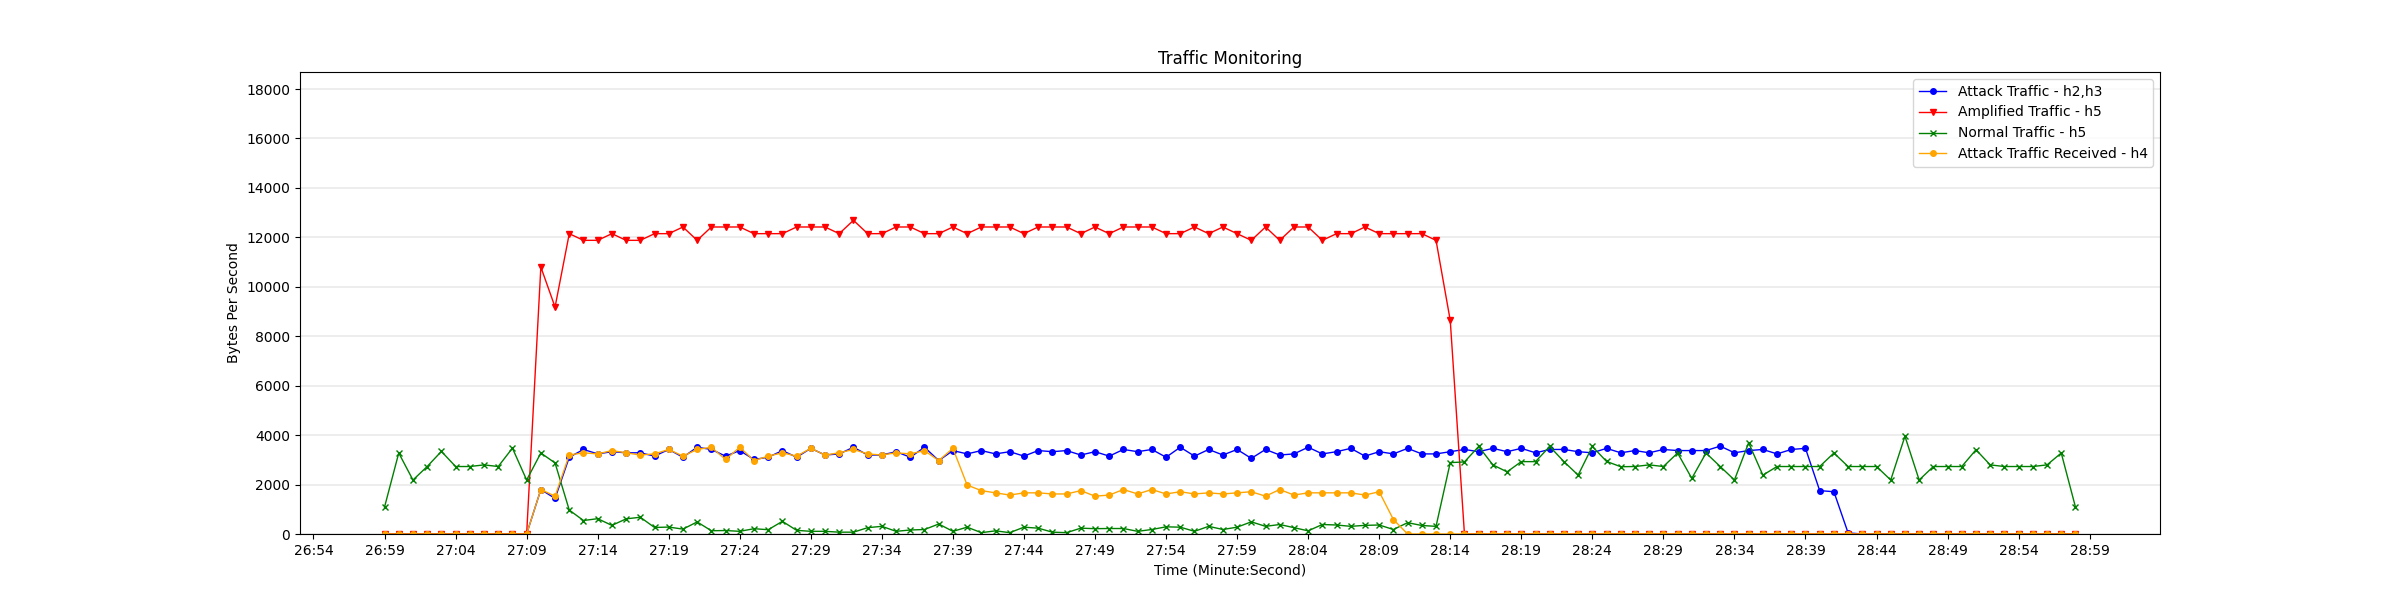 Traffic Monitoring
18000
16000
14000
12000
10000
8000
6000
4000
2000
0
Bytes Per Second
Attack Traffic - h2,h3
Amplified Traffic - h5
Normal Traffic - h5
Attack Traffic Received - h4
26:54 26:59 27:04 27:09 27:14 27:19 27:24 27:29 27:34 27:39 27:44 27:49 27:54 27:59 28:04 28:09 28:14 28:19 28:24 28:29 28:34 28:39 28:44 28:49 28:54 28:59
Time (Minute:Second)